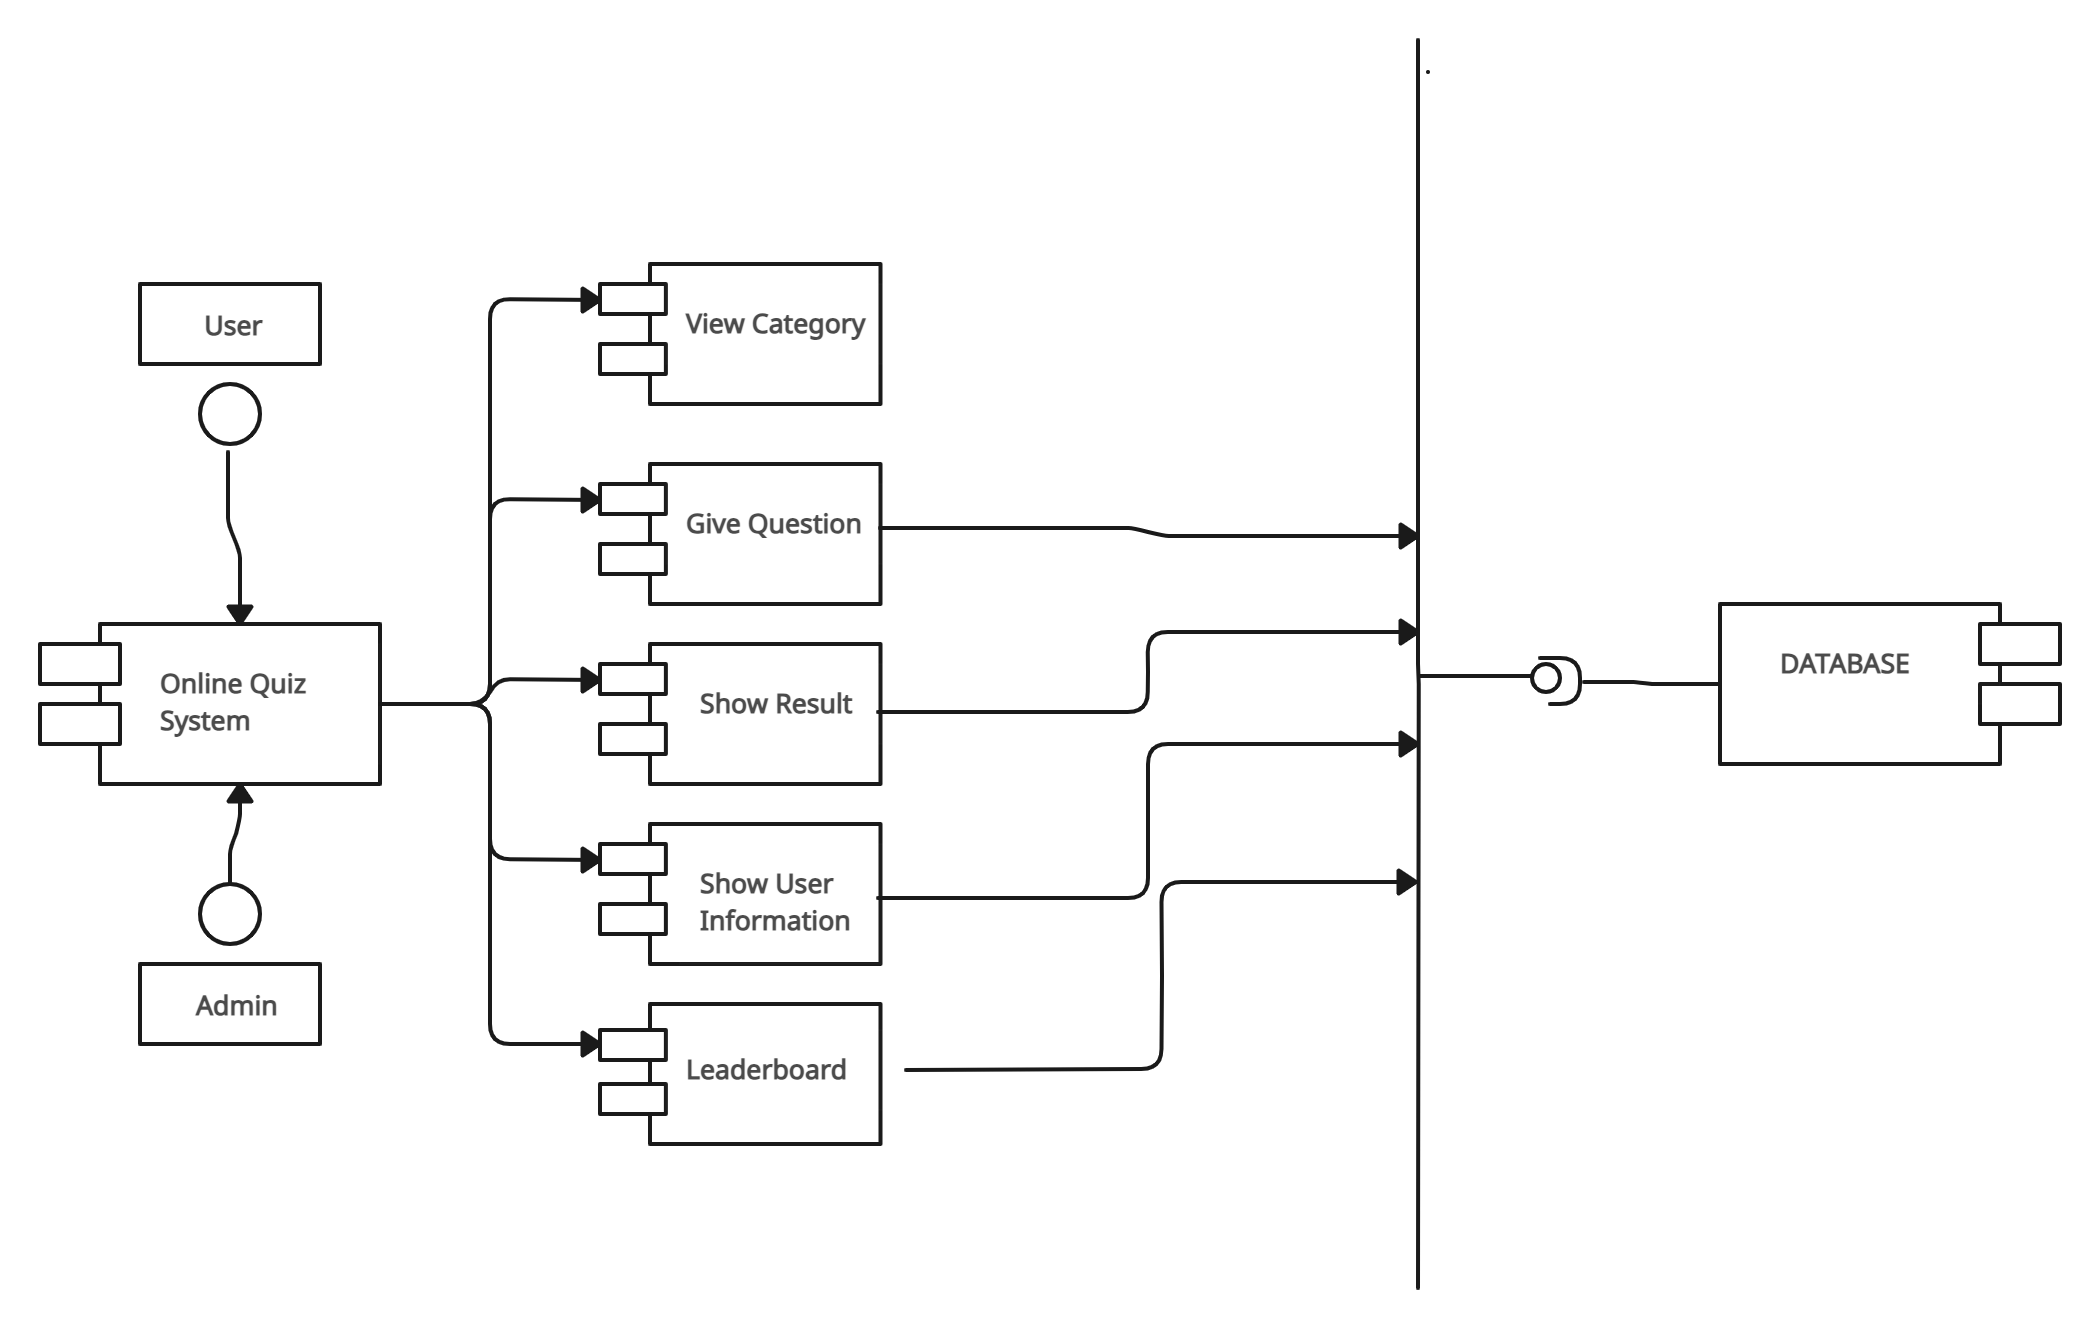 User
Online Quiz
System
Admin
View Category
Give Question
Show Result
Show User
Information
Leaderboard
DATABASE